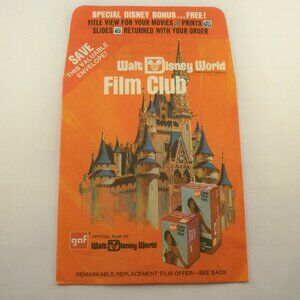 SPECIAL DISNEY BONUS...FREE!
TITLE VIEW FOR YOUR MOVIES PRINTS
SLIDES RETURNED WITH YOUR ORDER
SAVE
THIS VALUABLE
ENVELOPE!
Walt Disney World
Film Club
gaf
OFFICIAL FILM OF
Walt Disney World
REMARKABLE REPLACEMENT FILM OFFER—SEE BACK